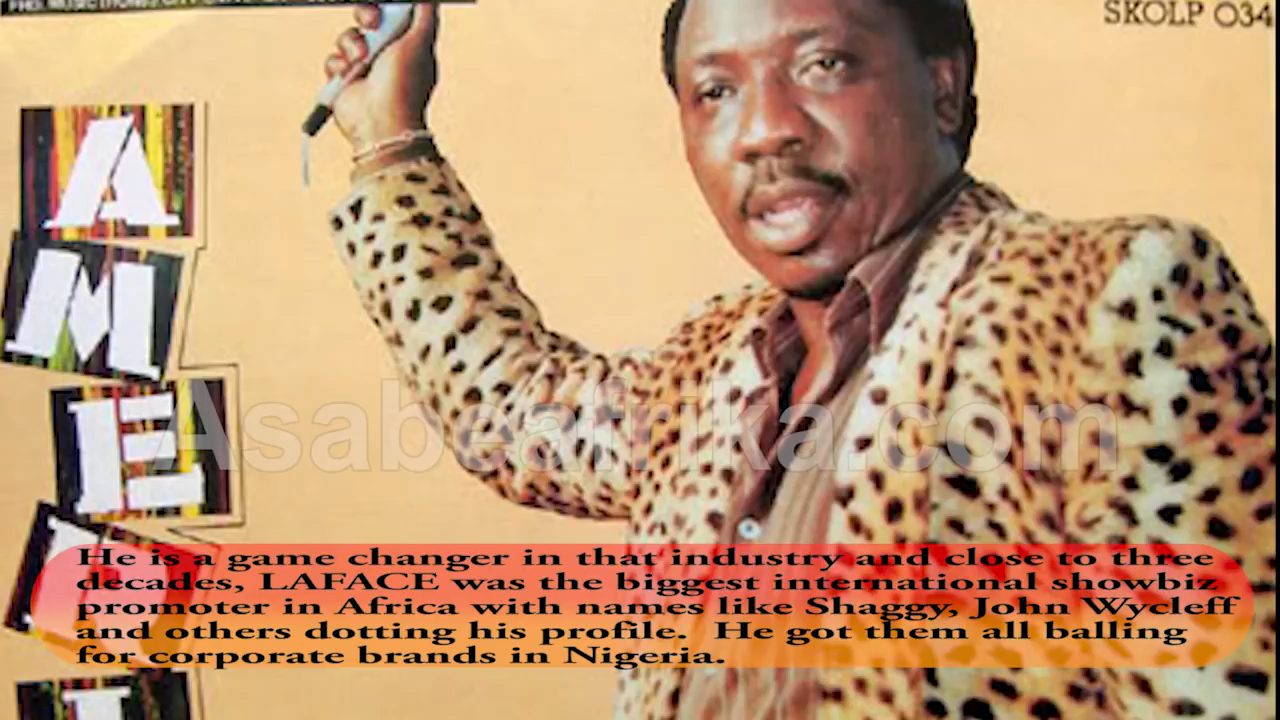 SKOLP 034
A
M
E
Asabeafrika.com
He is a game changer in that industry and close to three
decades, LAFACE was the biggest international showbiz
promoter in Africa with names like Shaggy, John Wycleff
and others dotting his profile.  He got them all balling
for corporate brands in Nigeria.